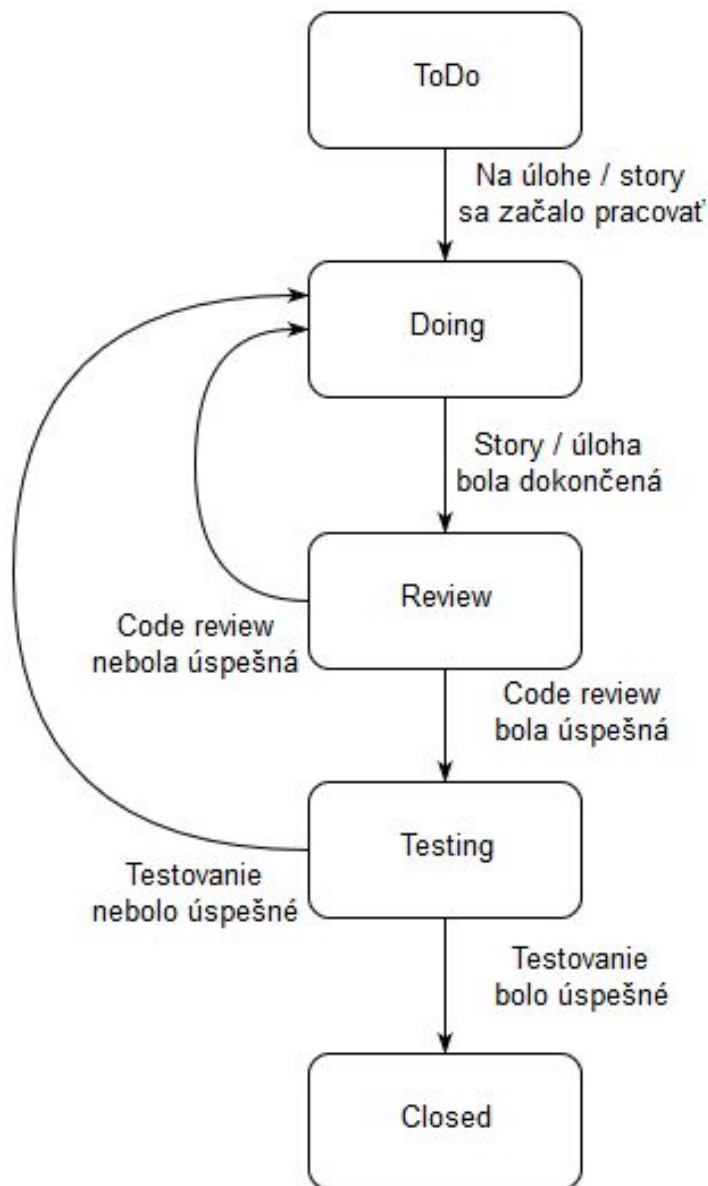 ToDo
Na úlohe / story
sa začalo pracovať
Doing
Story / úloha
bola dokončená
Review
Code review
nebola úspešná
Code review
bola úspešná
Testing
Testovanie
nebolo úspešné
Testovanie
bolo úspešné
Closed